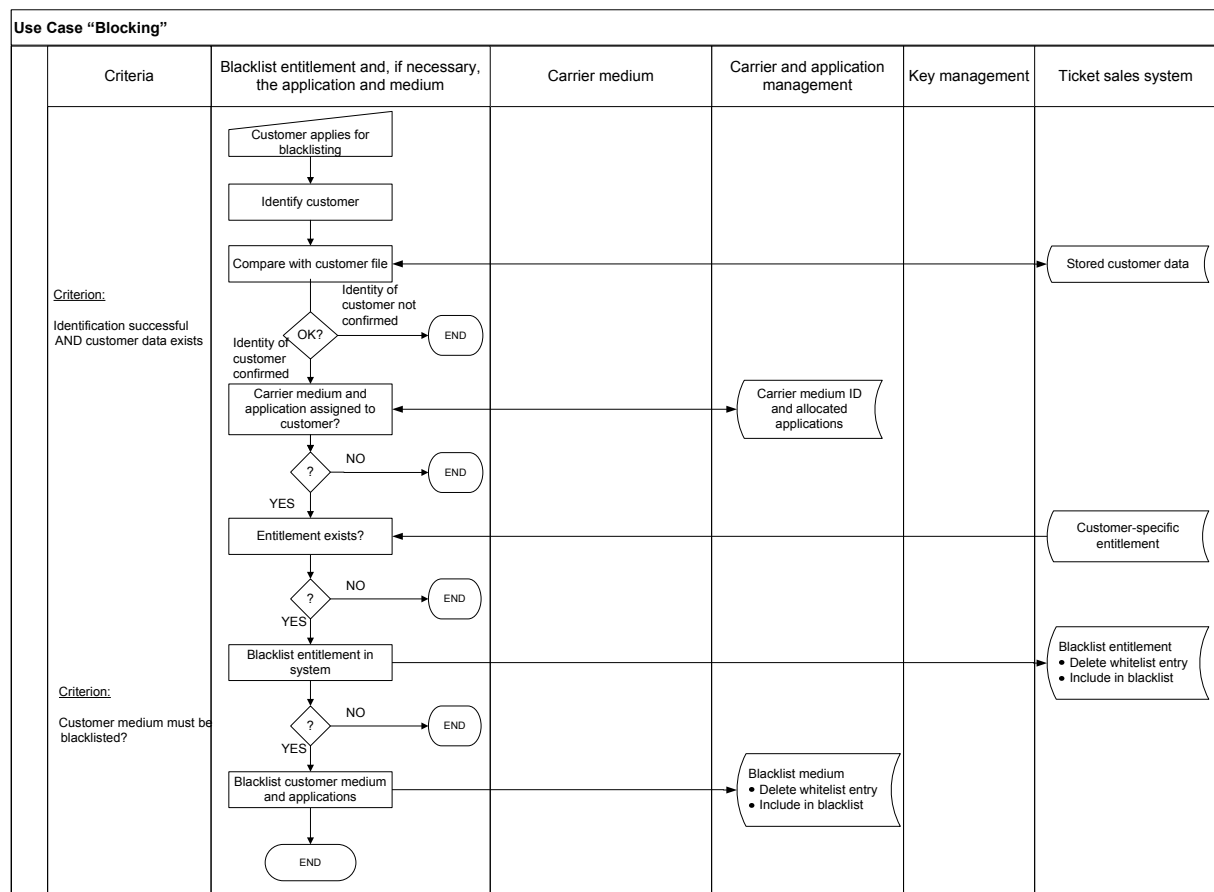 Use Case “Blocking”
Criteria
Blacklist entitlement and, if necessary,
the application and medium
Carrier medium
Carrier and application
management
Key management
Ticket sales system
Customer applies for
blacklisting
Identify customer
Compare with customer file
Stored customer data
Criterion:
Identification successful
AND customer data exists
Identity of
customer not
confirmed
OK?
END
Identity of
customer
confirmed
Carrier medium and
application assigned to
customer?
Carrier medium ID
and allocated
applications
?
NO
END
YES
Entitlement exists?
Customer-specific
entitlement
?
NO
END
YES
Blacklist entitlement in
system
Blacklist entitlement
• Delete whitelist entry
• Include in blacklist
Criterion:
Customer medium must be
blacklisted?
?
NO
END
YES
Blacklist customer medium
and applications
Blacklist medium
• Delete whitelist entry
• Include in blacklist
END